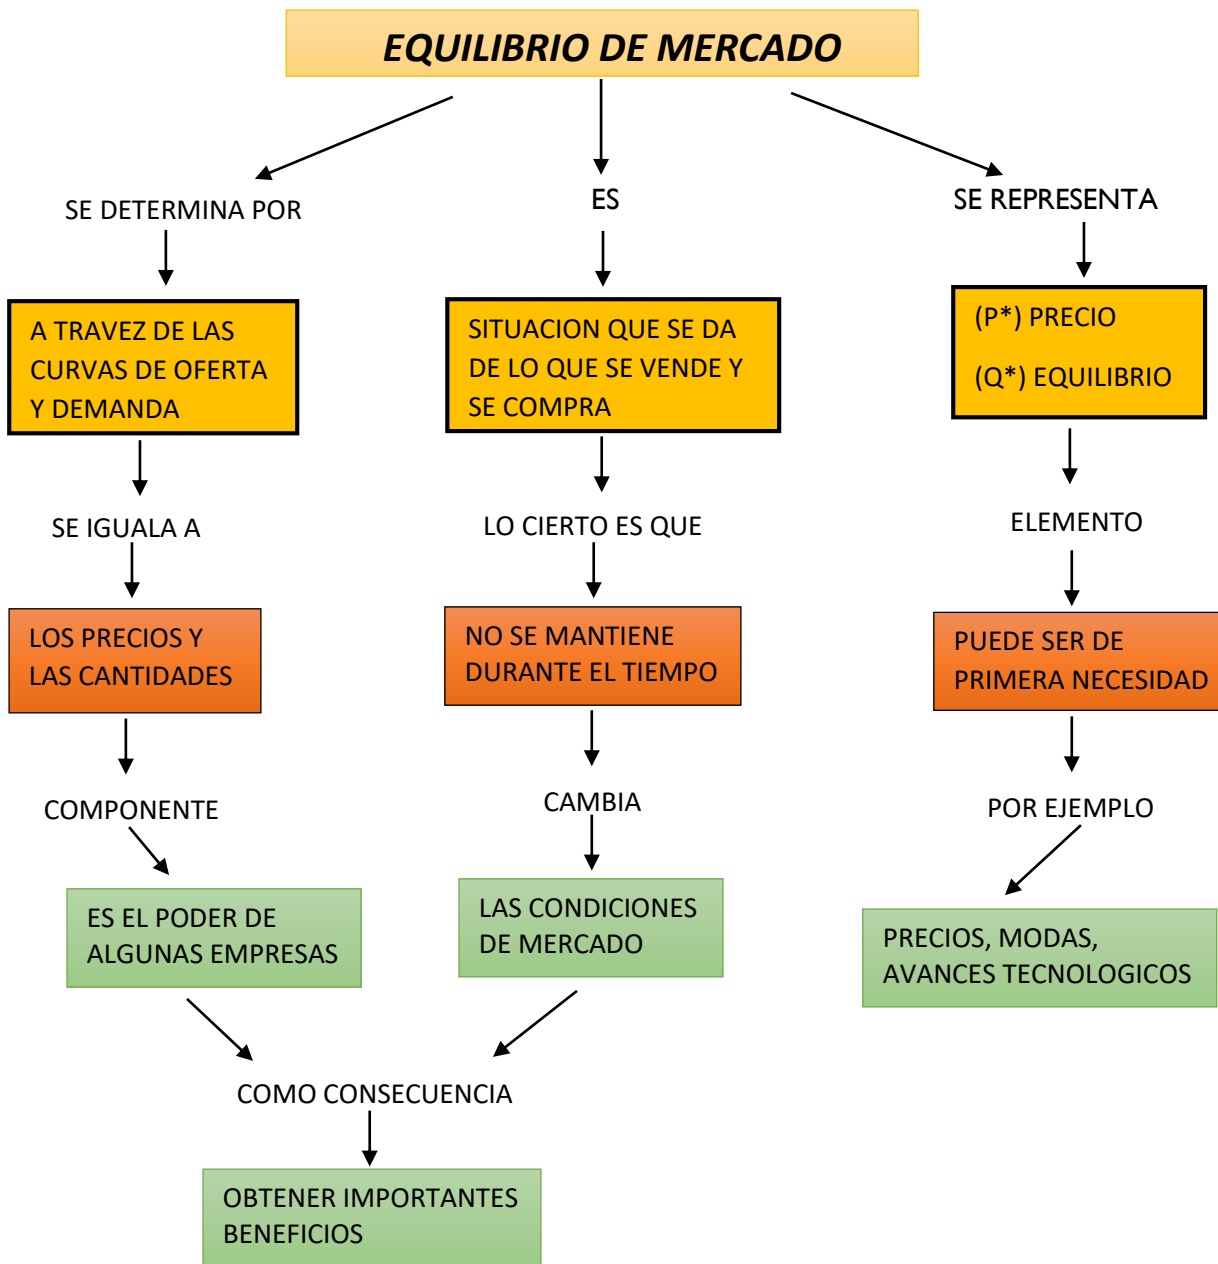 EQUILIBRIO DE MERCADO
SE DETERMINA POR
ES
SE REPRESENTA
A TRAVEZ DE LAS
CURVAS DE OFERTA
Y DEMANDA
SITUACION QUE SE DA
DE LO QUE SE VENDE Y
SE COMPRA
(P*) PRECIO
(Q*) EQUILIBRIO
SE IGUALA A
LO CIERTO ES QUE
ELEMENTO
LOS PRECIOS Y
LAS CANTIDADES
NO SE MANTIENE
DURANTE EL TIEMPO
PUEDE SER DE
PRIMERA NECESIDAD
COMPONENTE
CAMBIA
POR EJEMPLO
ES EL PODER DE
ALGUNAS EMPRESAS
LAS CONDICIONES
DE MERCADO
PRECIOS, MODAS,
AVANCES TECNOLOGICOS
COMO CONSECUENCIA
OBTENER IMPORTANTES
BENEFICIOS